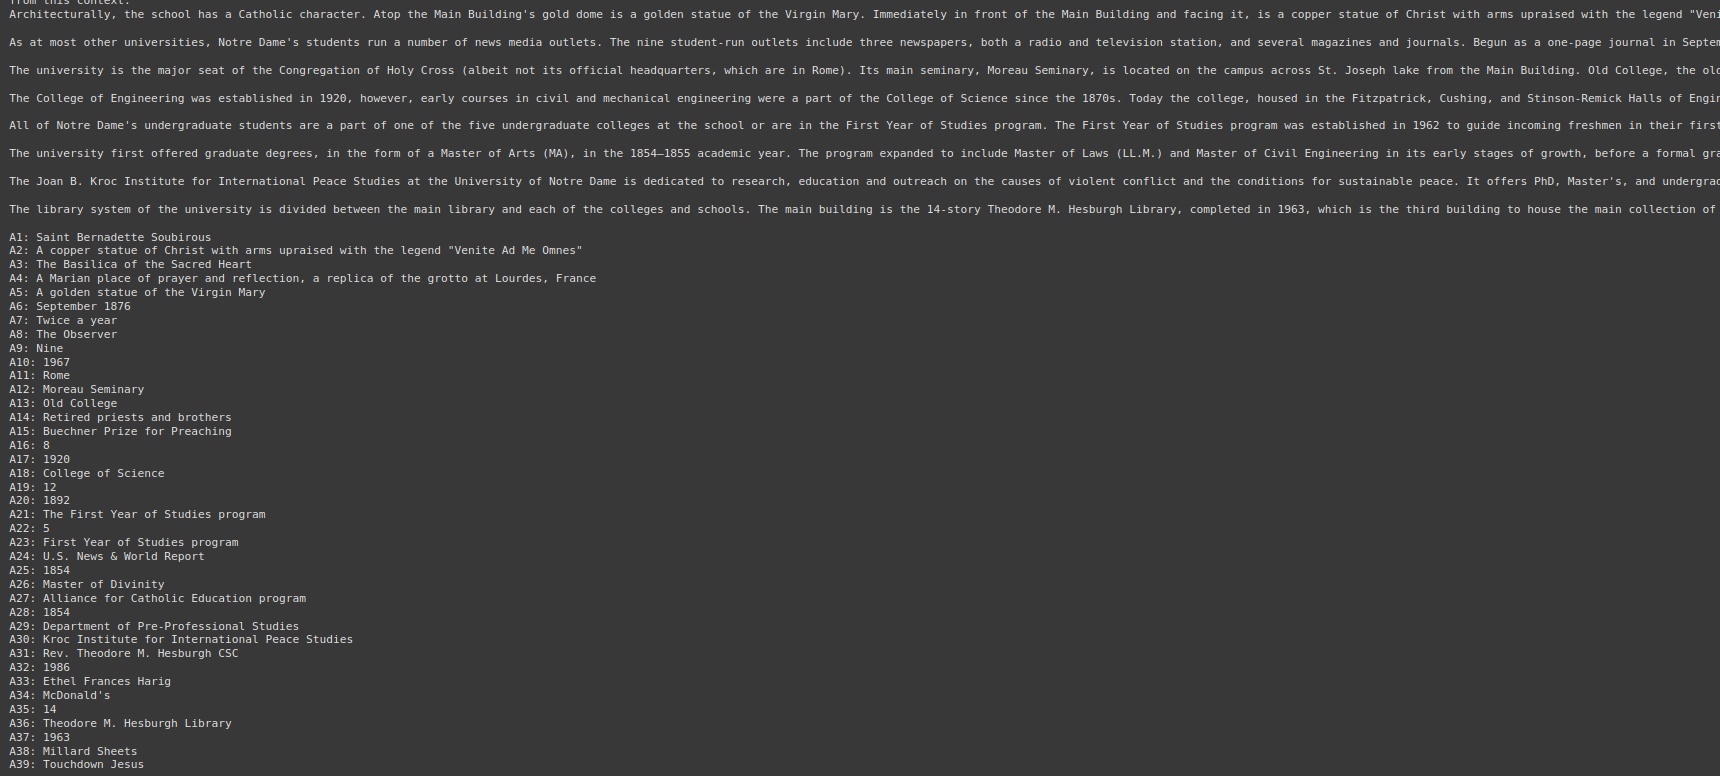 from this context.
Architecturally, the school has a Catholic character. Atop the Main Building's gold dome is a golden statue of the Virgin Mary. Immediately in front of the Main Building and facing it, is a copper statue of Christ with arms upraised with the legend "Veni
As at most other universities, Notre Dame's students run a number of news media outlets. The nine student-run outlets include three newspapers, both a radio and television station, and several magazines and journals. Begun as a one-page journal in Septem
The university is the major seat of the Congregation of Holy Cross (albeit not its official headquarters, which are in Rome). Its main seminary, Moreau Seminary, is located on the campus across St. Joseph lake from the Main Building. Old College, the old
The College of Engineering was established in 1920, however, early courses in civil and mechanical engineering were a part of the College of Science since the 1870s. Today the college, housed in the Fitzpatrick, Cushing, and Stinson-Remick Halls of Engin
All of Notre Dame's undergraduate students are a part of one of the five undergraduate colleges at the school or are in the First Year of Studies program. The First Year of Studies program was established in 1962 to guide incoming freshmen in their first
The university first offered graduate degrees, in the form of a Master of Arts (MA), in the 1854–1855 academic year. The program expanded to include Master of Laws (LL.M.) and Master of Civil Engineering in its early stages of growth, before a formal gra
The Joan B. Kroc Institute for International Peace Studies at the University of Notre Dame is dedicated to research, education and outreach on the causes of violent conflict and the conditions for sustainable peace. It offers PhD, Master's, and undergrad
The library system of the university is divided between the main library and each of the colleges and schools. The main building is the 14-story Theodore M. Hesburgh Library, completed in 1963, which is the third building to house the main collection of
A1: Saint Bernadette Soubirous
A2: A copper statue of Christ with arms upraised with the legend "Venite Ad Me Omnes"
A3: The Basilica of the Sacred Heart
A4: A Marian place of prayer and reflection, a replica of the grotto at Lourdes, France
A5: A golden statue of the Virgin Mary
A6: September 1876
A7: Twice a year
A8: The Observer
A9: Nine
A10: 1967
A11: Rome
A12: Moreau Seminary
A13: Old College
A14: Retired priests and brothers
A15: Buechner Prize for Preaching
A16: 8
A17: 1920
A18: College of Science
A19: 12
A20: 1892
A21: The First Year of Studies program
A22: 5
A23: First Year of Studies program
A24: U.S. News & World Report
A25: 1854
A26: Master of Divinity
A27: Alliance for Catholic Education program
A28: 1854
A29: Department of Pre-Professional Studies
A30: Kroc Institute for International Peace Studies
A31: Rev. Theodore M. Hesburgh CSC
A32: 1986
A33: Ethel Frances Harig
A34: McDonald's
A35: 14
A36: Theodore M. Hesburgh Library
A37: 1963
A38: Millard Sheets
A39: Touchdown Jesus